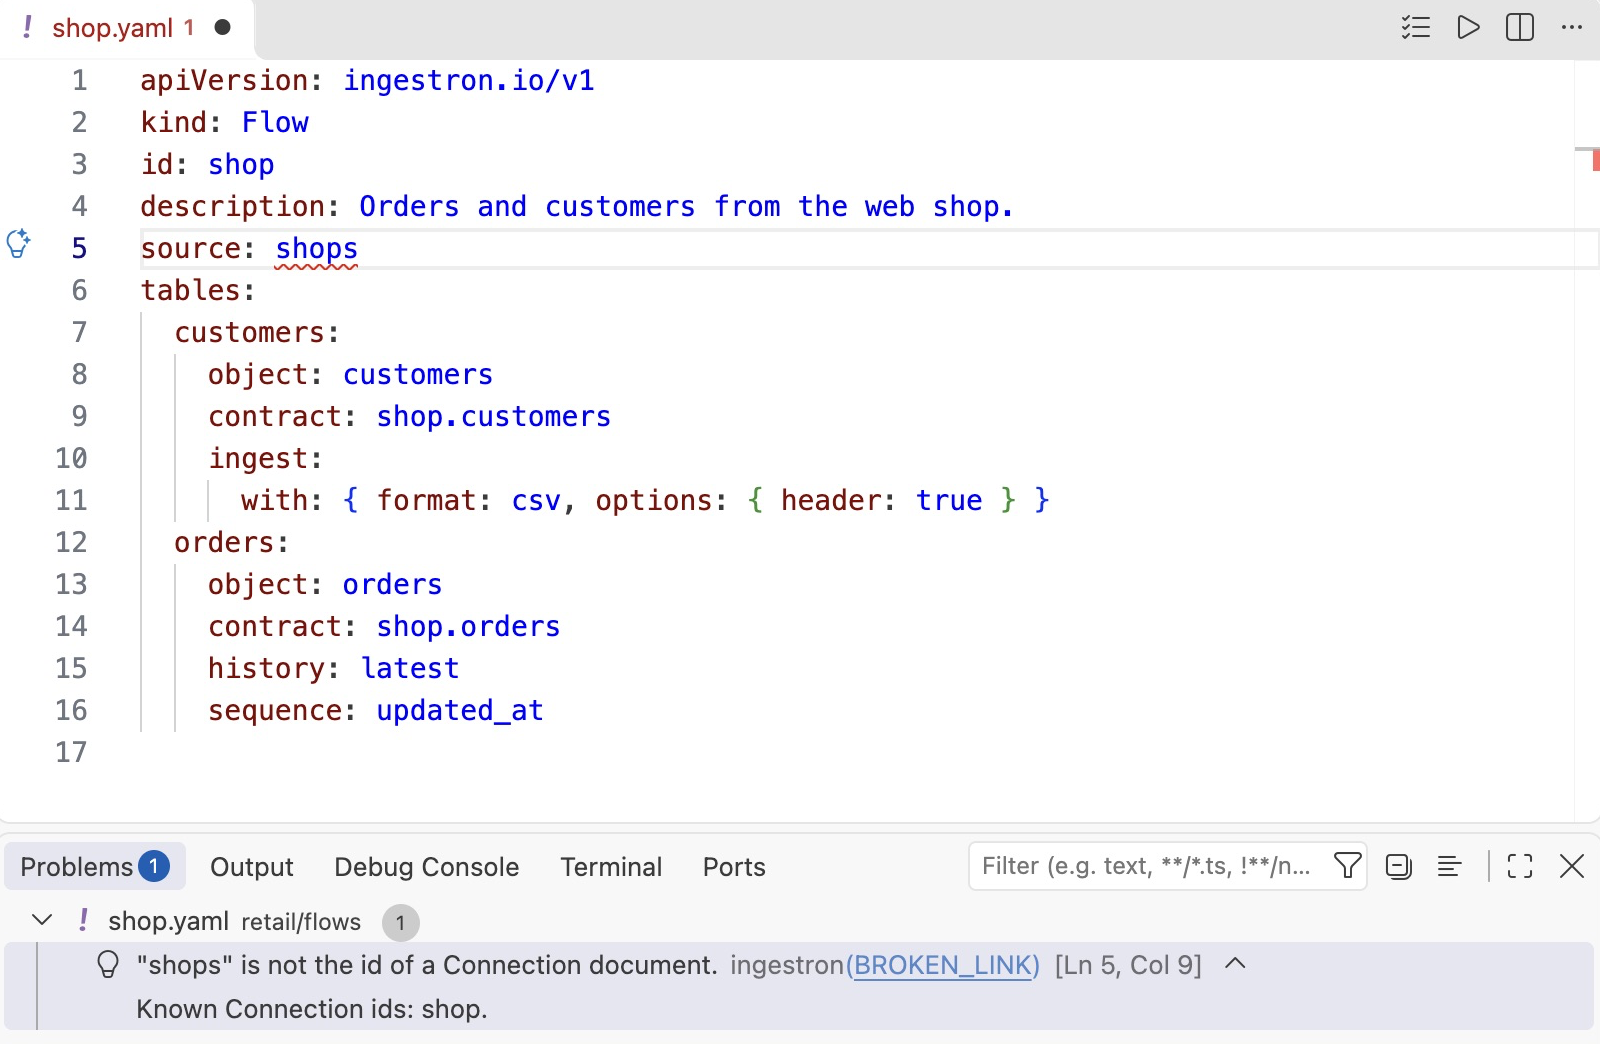 ! shop.yaml 1
1 apiVersion: ingestron.io/v1
2 kind: Flow
3 id: shop
4 description: Orders and customers from the web shop.
5 source: shops
6 tables:
7 customers:
8 object: customers
9 contract: shop.customers
10 ingest:
11 with: { format: csv, options: { header: true } }
12 orders:
13 object: orders
14 contract: shop.orders
15 history: latest
16 sequence: updated_at
17
Problems 1 Output Debug Console Terminal Ports Filter (e.g. text, **/*.ts, !**/n...
! shop.yaml retail/flows 1
"shops" is not the id of a Connection document. ingestron(BROKEN_LINK) [Ln 5, Col 9]
Known Connection ids: shop.